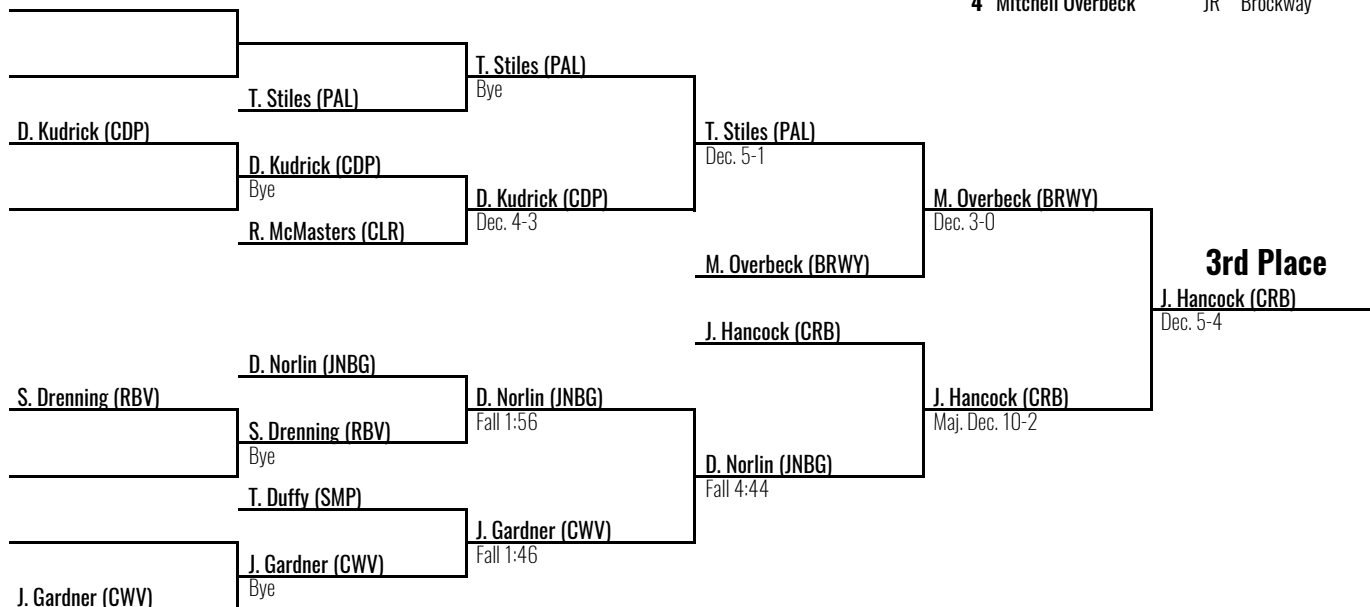 4 Mitchell Overbeck JR Brockway
T. Stiles (PAL)
Bye
T. Stiles (PAL)
D. Kudrick (CDP)
T. Stiles (PAL)
Dec. 5-1
D. Kudrick (CDP)
Bye
D. Kudrick (CDP)
Dec. 4-3
M. Overbeck (BRWY)
Dec. 3-0
R. McMasters (CLR)
M. Overbeck (BRWY)
3rd Place
J. Hancock (CRB)
Dec. 5-4
J. Hancock (CRB)
D. Norlin (JNBG)
S. Drenning (RBV)
D. Norlin (JNBG)
Fall 1:56
J. Hancock (CRB)
Maj. Dec. 10-2
S. Drenning (RBV)
Bye
D. Norlin (JNBG)
Fall 4:44
T. Duffy (SMP)
J. Gardner (CWV)
Fall 1:46
J. Gardner (CWV)
Bye
J. Gardner (CWV)